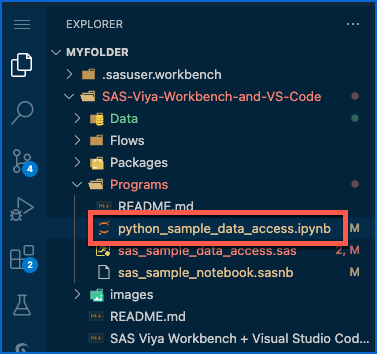 EXPLORER
...
MYFOLDER
.sasuser.workbench
SAS-Viya-Workbench-and-VS-Code
Data
Flows
4
Packages
Programs
README.md
python_sample_data_access.ipynb M
sas_sample_data_access.sas 2, M
2
sas_sample_notebook.sasnb M
images
README.md
SAS Viya Workbench + Visual Studio Cod...